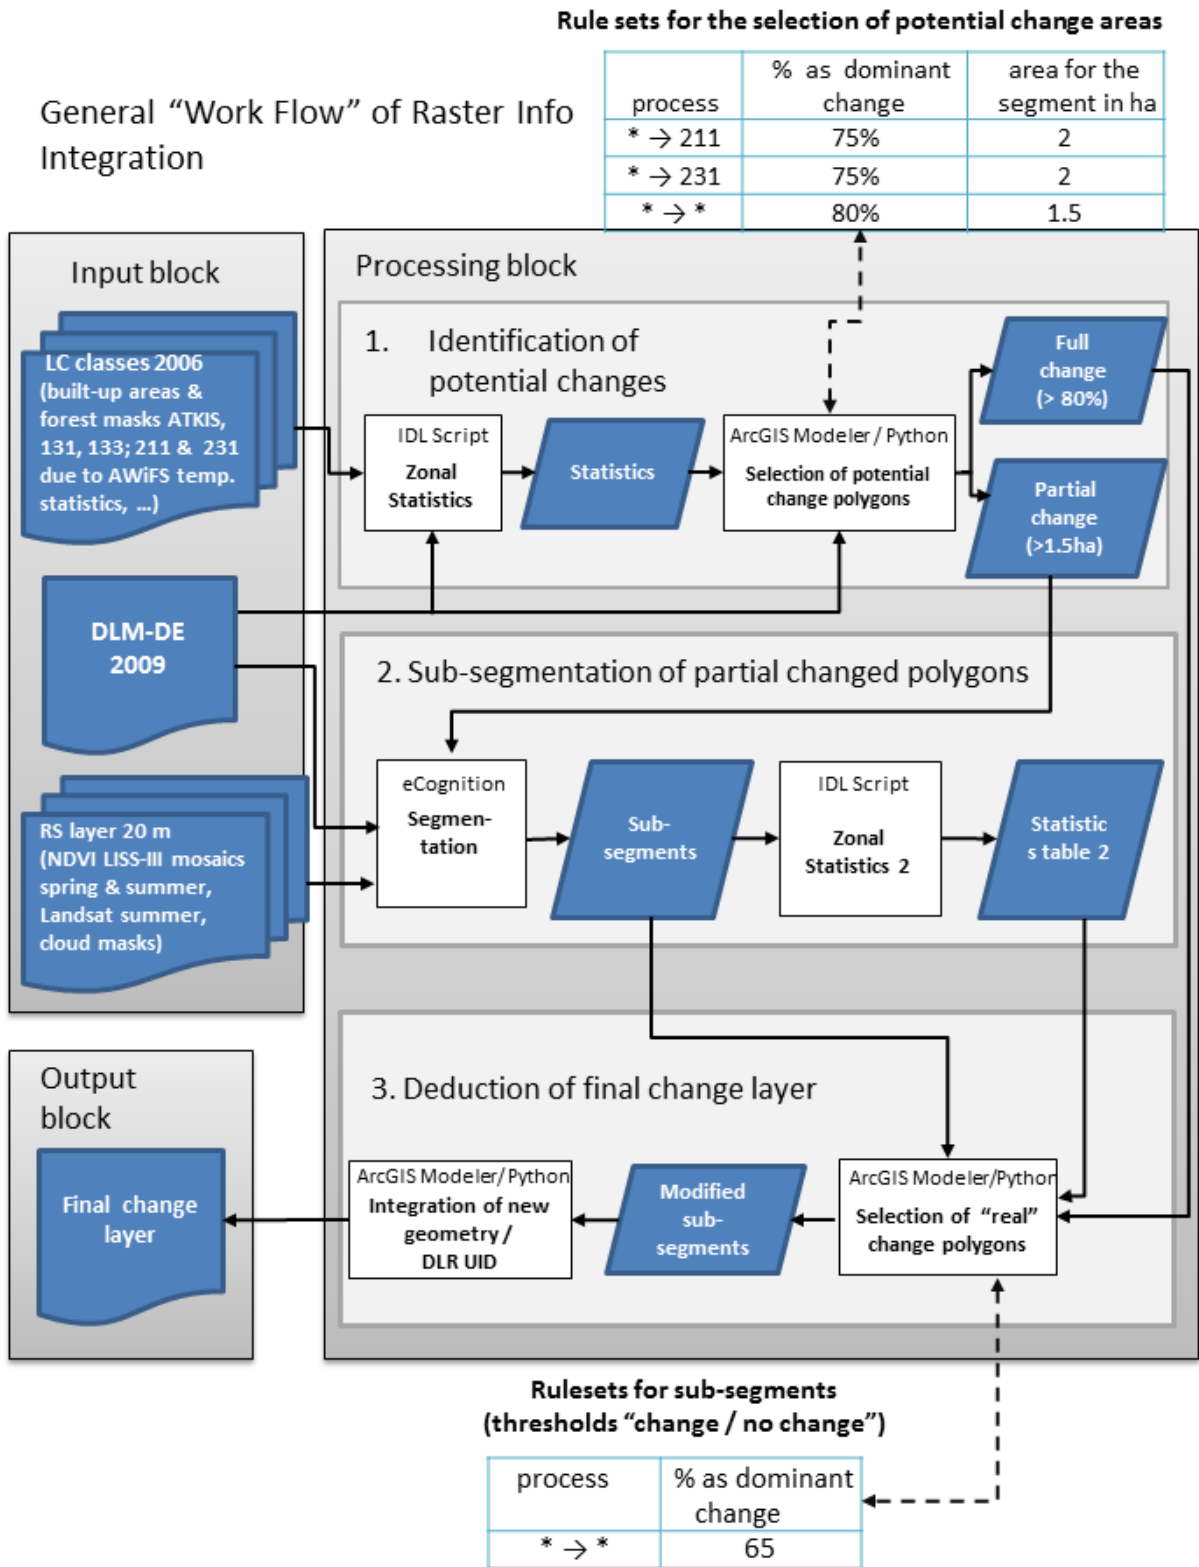 Rule sets for the selection of potential change areas
General “Work Flow” of Raster Info
Integration
process
% as dominant
change
area for the
segment in ha
* → 211
75%
2
* → 231
75%
2
* → *
80%
1.5
Input block
LC classes 2006
(built-up areas &
forest masks ATKIS,
131, 133; 211 & 231
due to AWiFS temp.
statistics, ...)
DLM-DE
2009
RS layer 20 m
(NDVI LISS-III mosaics
spring & summer,
Landsat summer,
cloud masks)
Processing block
1. Identification of
potential changes
IDL Script
Zonal
Statistics
Statistics
ArcGIS Modeler / Python
Selection of potential
change polygons
Full
change
(> 80%)
Partial
change
(>1.5ha)
2. Sub-segmentation of partial changed polygons
eCognition
Segmen-
tation
Sub-
segments
IDL Script
Zonal
Statistics 2
Statistic
s table 2
3. Deduction of final change layer
ArcGIS Modeler/Python
Integration of new
geometry /
DLR UID
Modified
sub-
segments
ArcGIS Modeler/Python
Selection of “real”
change polygons
Output
block
Final change
layer
Rulesets for sub-segments
(thresholds “change / no change”)
process
% as dominant
change
* → *
65